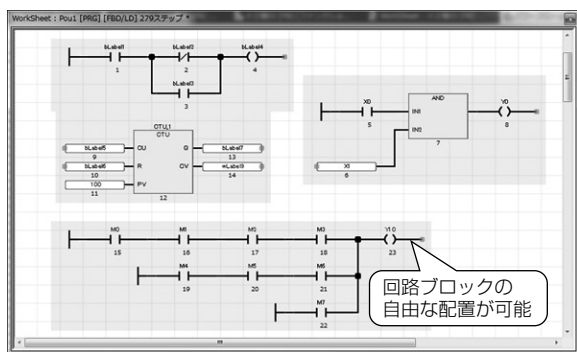 WorkSheet : Pou1 [PRG] [FBD/LD] 279ステップ *
bLabel1 bLabel2 bLabel4
1 2 4
bLabel3
3
CTU_1
CTU
bLabel5 CU Q bLabel7
9 13
bLabel6 R CV wLabel9
10 14
100 PV
11 12
X0 AND Y0
IN1
5 8
IN2
X1 7
6
M0 M1 M2 M3 Y10
15 16 17 18 23
M4 M5 M6
19 20 21
M7
22
回路ブロックの
自由な配置が可能